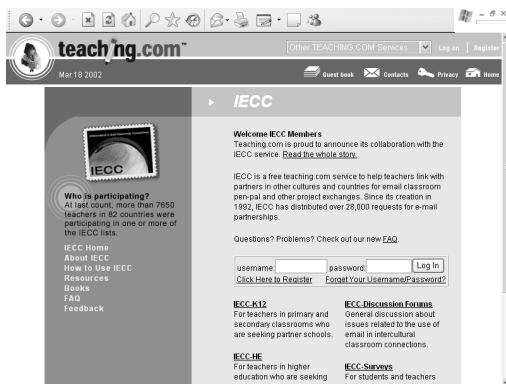 teaching.com™
Other TEACHING.COM Services
Log on | Register
Mar 18 2002
Guest book
Contacts
Privacy
Home
IECC
IECC
Who is participating?
At last count, more than 7650
teachers in 82 countries were
participating in one or more of
the IECC lists.
IECC Home
About IECC
How to Use IECC
Resources
Books
FAQ
Feedback
Welcome IECC Members
Teaching.com is proud to announce its collaboration with the
IECC service. Read the whole story.
IECC is a free teaching.com service to help teachers link with
partners in other cultures and countries for email classroom
pen-pal and other project exchanges. Since its creation in
1992, IECC has distributed over 28,000 requests for e-mail
partnerships.
Questions? Problems? Check out our new FAQ.
username:
password:
Log In
Click Here to Register
Forget Your Username/Password?
IECC-K12
For teachers in primary and
secondary classrooms who
are seeking partner schools.
IECC-HE
For teachers in higher
education who are seeking
IECC-Discussion Forums
General discussion about
issues related to the use of
email in intercultural
classroom connections.
IECC-Surveys
For students and teachers